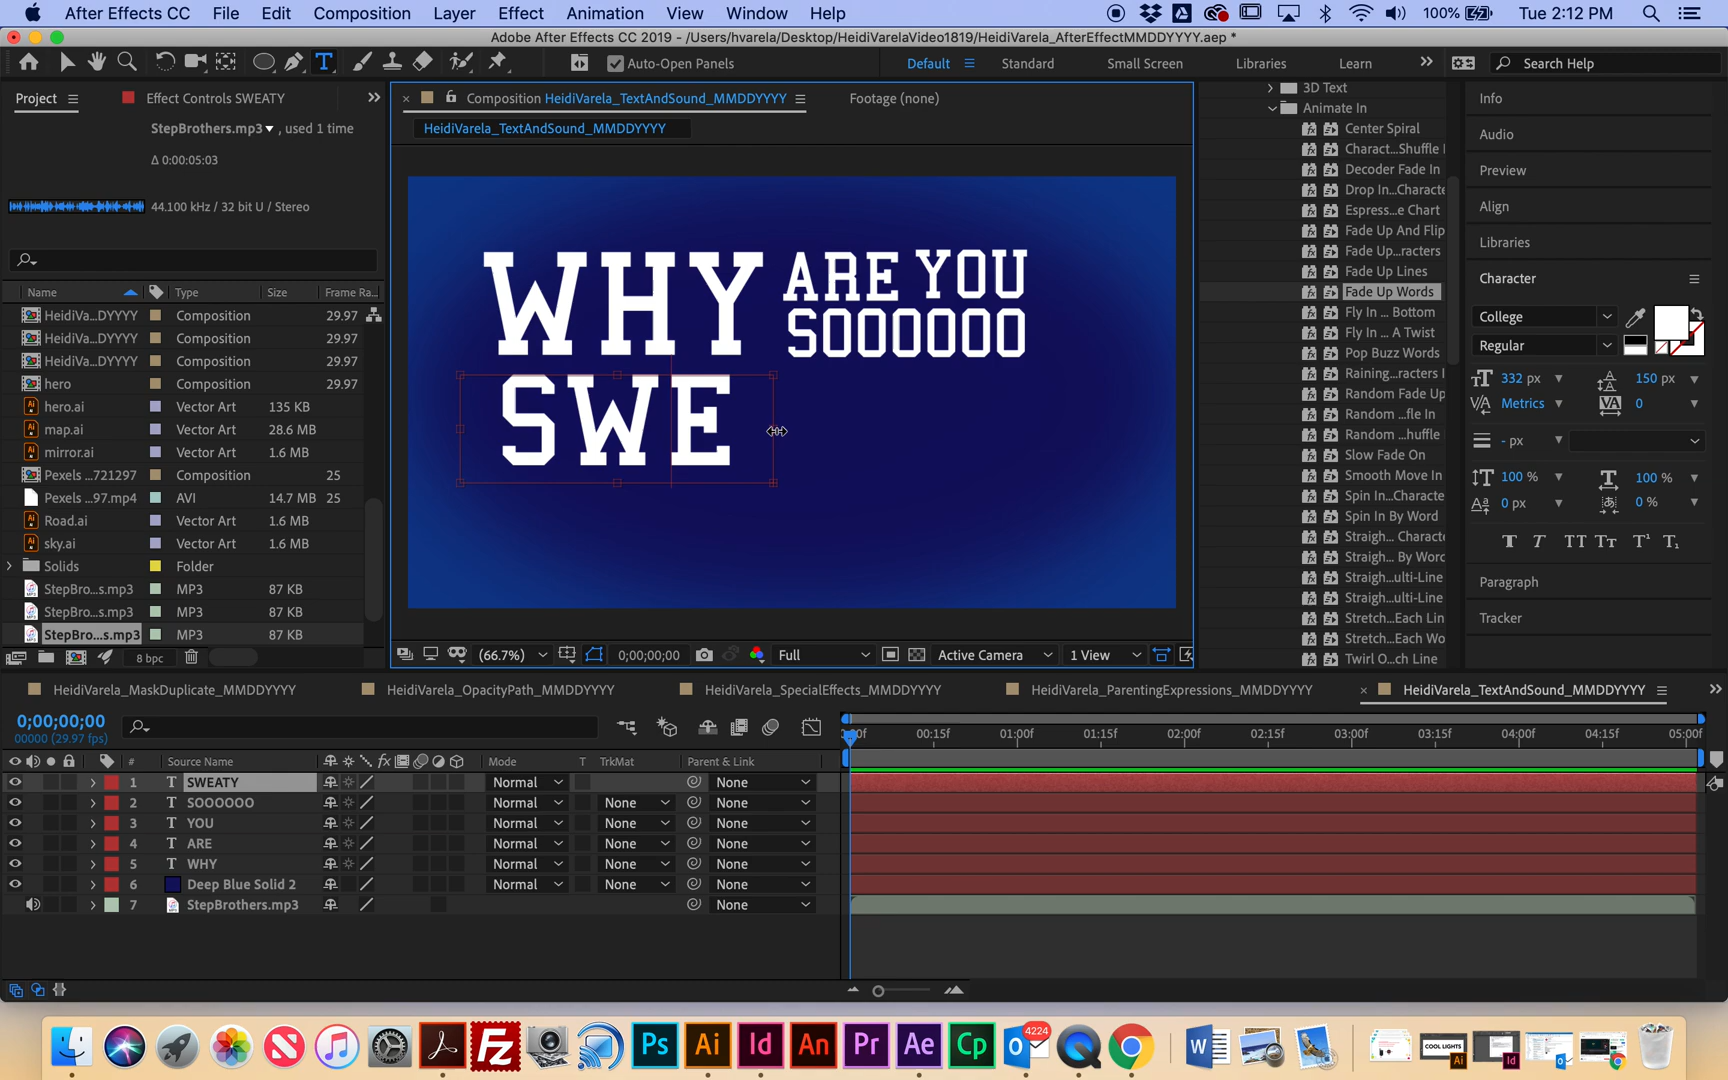 After Effects CC File Edit Composition Layer Effect Animation View Window Help 100% Tue 2:12 PM
Adobe After Effects CC 2019 - /Users/hvarela/Desktop/HeidiVarelaVideo1819/HeidiVarela_AfterEffectMMDDYYYY.aep *
Auto-Open Panels Default Standard Small Screen Libraries Learn Search Help
Project Effect Controls SWEATY
StepBrothers.mp3 , used 1 time
Δ 0:00:05:03
44.100 kHz / 32 bit U / Stereo
Name Type Size Frame Ra...
HeidiVa...DYYYY Composition 29.97
HeidiVa...DYYYY Composition 29.97
HeidiVa...DYYYY Composition 29.97
hero Composition 29.97
hero.ai Vector Art 135 KB
map.ai Vector Art 28.6 MB
mirror.ai Vector Art 1.6 MB
Pexels ...721297 Composition 25
Pexels ...97.mp4 AVI 14.7 MB 25
Road.ai Vector Art 1.6 MB
sky.ai Vector Art 1.6 MB
Solids Folder
StepBro...s.mp3 MP3 87 KB
StepBro...s.mp3 MP3 87 KB
StepBro...s.mp3 MP3 87 KB
8 bpc
Composition HeidiVarela_TextAndSound_MMDDYYYY Footage (none)
HeidiVarela_TextAndSound_MMDDYYYY
WHY ARE YOU
SOOOOOO
SWE
(66.7%) 0;00;00;00 Full Active Camera 1 View
3D Text
Animate In
Center Spiral
Charact...Shuffle
Decoder Fade In
Drop In...Characte
Espress...e Chart
Fade Up And Flip
Fade Up...racters
Fade Up Lines
Fade Up Words
Fly In ... Bottom
Fly In ... A Twist
Pop Buzz Words
Raining...racters I
Random Fade Up
Random ...fle In
Random ...huffle
Slow Fade On
Smooth Move In
Spin In...Characte
Spin In By Word
Straigh... Characte
Straigh... By Word
Straigh...ulti-Line
Straigh...ulti-Line
Stretch...Each Lin
Stretch...Each Wo
Twirl O...ch Line
Info
Audio
Preview
Align
Libraries
Character
College
Regular
332 px 150 px
Metrics 0
- px
100 % 100 %
0 px 0 %
T T TT Tt T¹ T₁
Paragraph
Tracker
HeidiVarela_MaskDuplicate_MMDDYYYY HeidiVarela_OpacityPath_MMDDYYYY HeidiVarela_SpecialEffects_MMDDYYYY HeidiVarela_ParentingExpressions_MMDDYYYY HeidiVarela_TextAndSound_MMDDYYYY
0;00;00;00
00000 (29.97 fps)
00f 00:15f 01:00f 01:15f 02:00f 02:15f 03:00f 03:15f 04:00f 04:15f 05:00f
# Source Name Mode T TrkMat Parent & Link
1 T SWEATY Normal None
2 T SOOOOOO Normal None None
3 T YOU Normal None None
4 T ARE Normal None None
5 T WHY Normal None None
6 Deep Blue Solid 2 Normal None None
7 StepBrothers.mp3 None
Fz Ps Ai Id An Pr Ae Cp 4224 W COOL LIGHTS